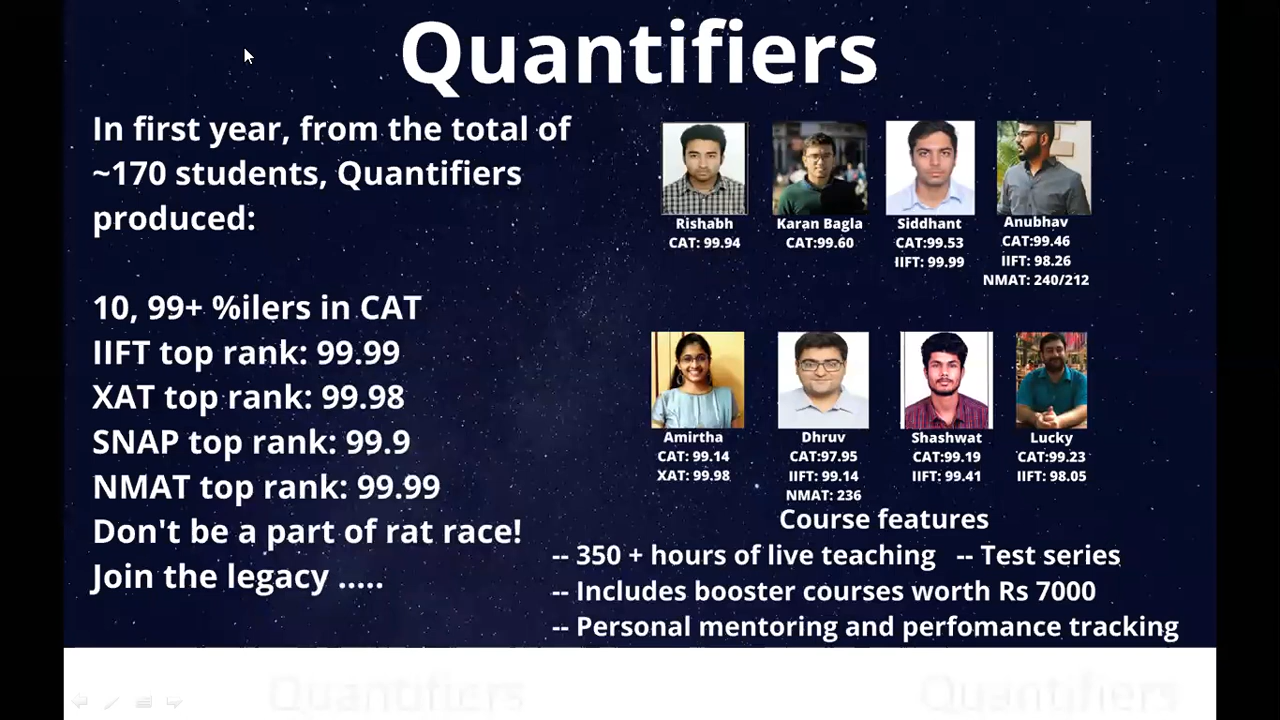 Quantifiers
In first year, from the total of
~170 students, Quantifiers
produced:
10, 99+ %ilers in CAT
IIFT top rank: 99.99
XAT top rank: 99.98
SNAP top rank: 99.9
NMAT top rank: 99.99
Don't be a part of rat race!
Join the legacy .....
Rishabh
CAT: 99.94
Karan Bagla
CAT:99.60
Siddhant
CAT:99.53
IIFT: 99.99
Anubhav
CAT:99.46
IIFT: 98.26
NMAT: 240/212
Amirtha
CAT: 99.14
XAT: 99.98
Dhruv
CAT:97.95
IIFT: 99.14
NMAT: 236
Shashwat
CAT:99.19
IIFT: 99.41
Lucky
CAT:99.23
IIFT: 98.05
Course features
-- 350 + hours of live teaching -- Test series
-- Includes booster courses worth Rs 7000
-- Personal mentoring and perfomance tracking
Quantifiers
Quantifiers